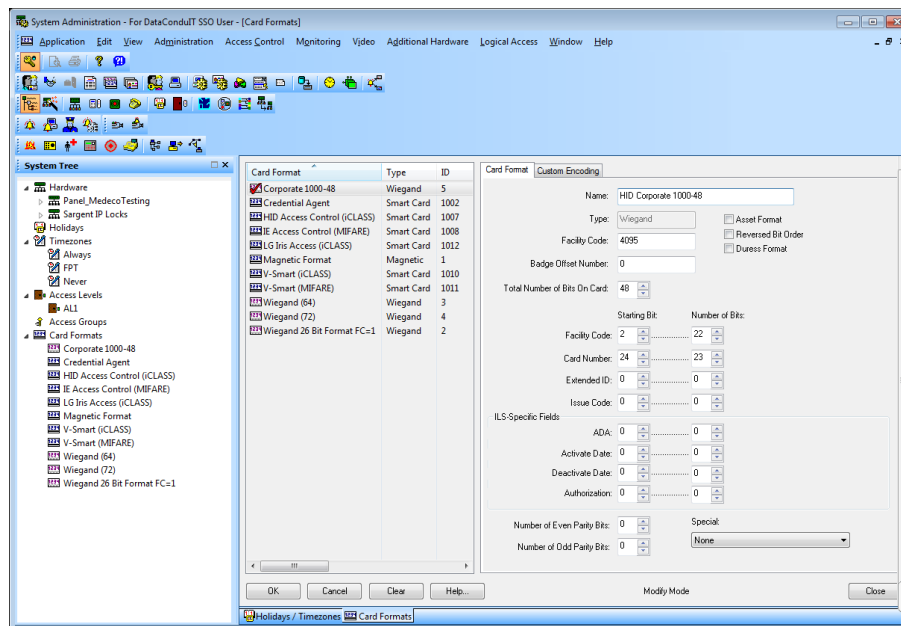 System Administration - For DataConduIT SSO User - [Card Formats]
Application Edit View Administration Access Control Monitoring Video Additional Hardware Logical Access Window Help
System Tree
Hardware
Panel_MedecoTesting
Sargent IP Locks
Holidays
Timezones
Always
FPT
Never
Access Levels
AL1
Access Groups
Card Formats
Corporate 1000-48
Credential Agent
HID Access Control (iCLASS)
IE Access Control (MIFARE)
LG Iris Access (iCLASS)
Magnetic Format
V-Smart (iCLASS)
V-Smart (MIFARE)
Wiegand (64)
Wiegand (72)
Wiegand 26 Bit Format FC=1
Card Format Type ID
Corporate 1000-48 Wiegand 5
Credential Agent Smart Card 1002
HID Access Control (iCLASS) Smart Card 1007
IE Access Control (MIFARE) Smart Card 1008
LG Iris Access (iCLASS) Smart Card 1012
Magnetic Format Magnetic 1
V-Smart (iCLASS) Smart Card 1010
V-Smart (MIFARE) Smart Card 1011
Wiegand (64) Wiegand 3
Wiegand (72) Wiegand 4
Wiegand 26 Bit Format FC=1 Wiegand 2
Card Format Custom Encoding
Name: HID Corporate 1000-48
Type: Wiegand Asset Format
Reversed Bit Order
Facility Code: 4095
Duress Format
Badge Offset Number: 0
Total Number of Bits On Card: 48
Starting Bit: Number of Bits:
Facility Code: 2 22
Card Number: 24 23
Extended ID: 0 0
Issue Code: 0 0
ILS-Specific Fields
ADA: 0 0
Activate Date: 0 0
Deactivate Date: 0 0
Authorization: 0 0
Number of Even Parity Bits: 0 Special:
None
Number of Odd Parity Bits: 0
OK Cancel Clear Help... Modify Mode Close
Holidays / Timezones Card Formats